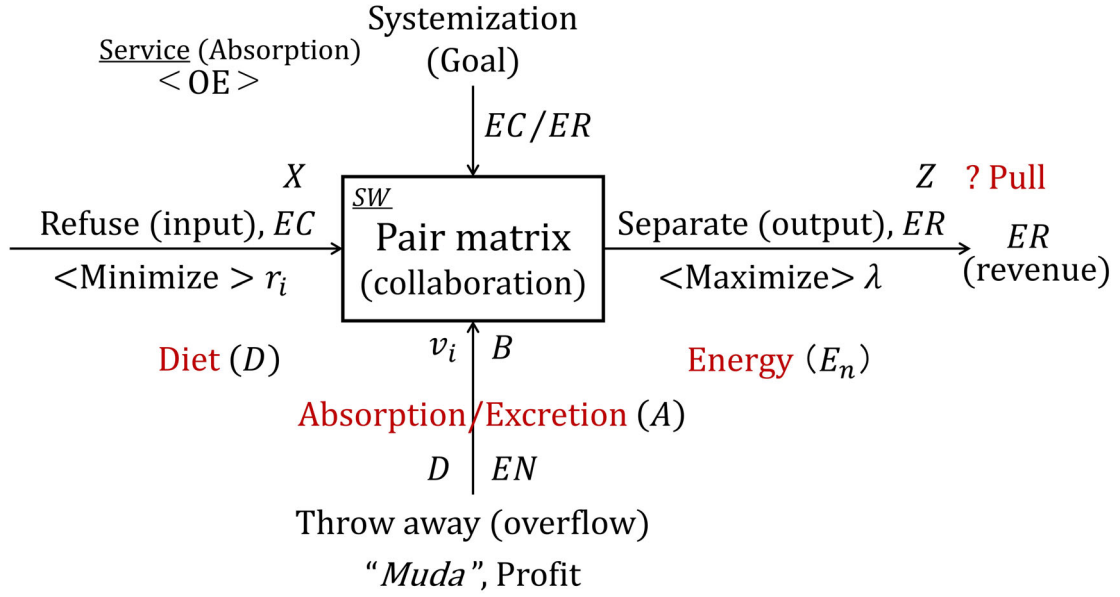 Systemization
(Goal)
Service (Absorption)
<OE>
EC/ER
X
Z ? Pull
SW
Refuse (input), EC
Pair matrix
Separate (output), ER
ER
(revenue)
<Minimize > rᵢ
(collaboration)
<Maximize> λ
vᵢ B
Diet (D)
Energy (Eₙ)
Absorption/Excretion (A)
D EN
Throw away (overflow)
“Muda”, Profit